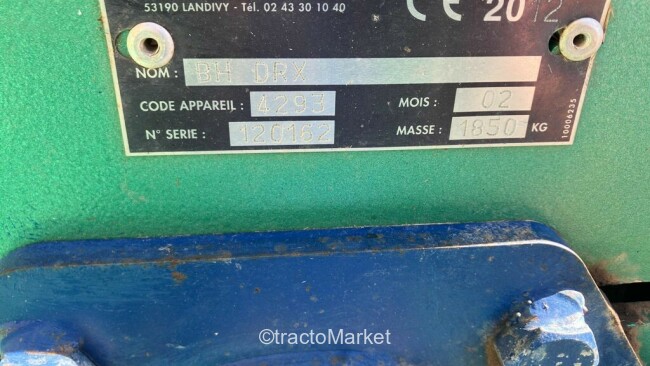 53190 LANDIVY - Tél. 02 43 30 10 40
CE 2012
NOM : BH DRX
CODE APPAREIL : 4293
MOIS : 02
N° SERIE : 120162
MASSE : 1850 KG
10006235
©tractoMarket